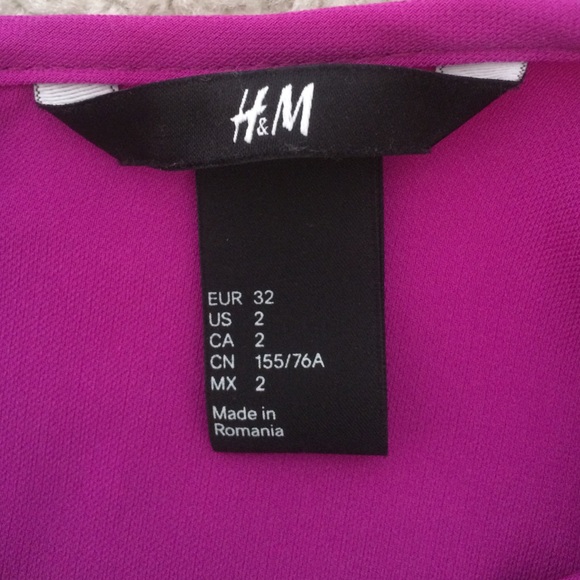 H&M
EUR 32
US 2
CA 2
CN 155/76A
MX 2
Made in
Romania